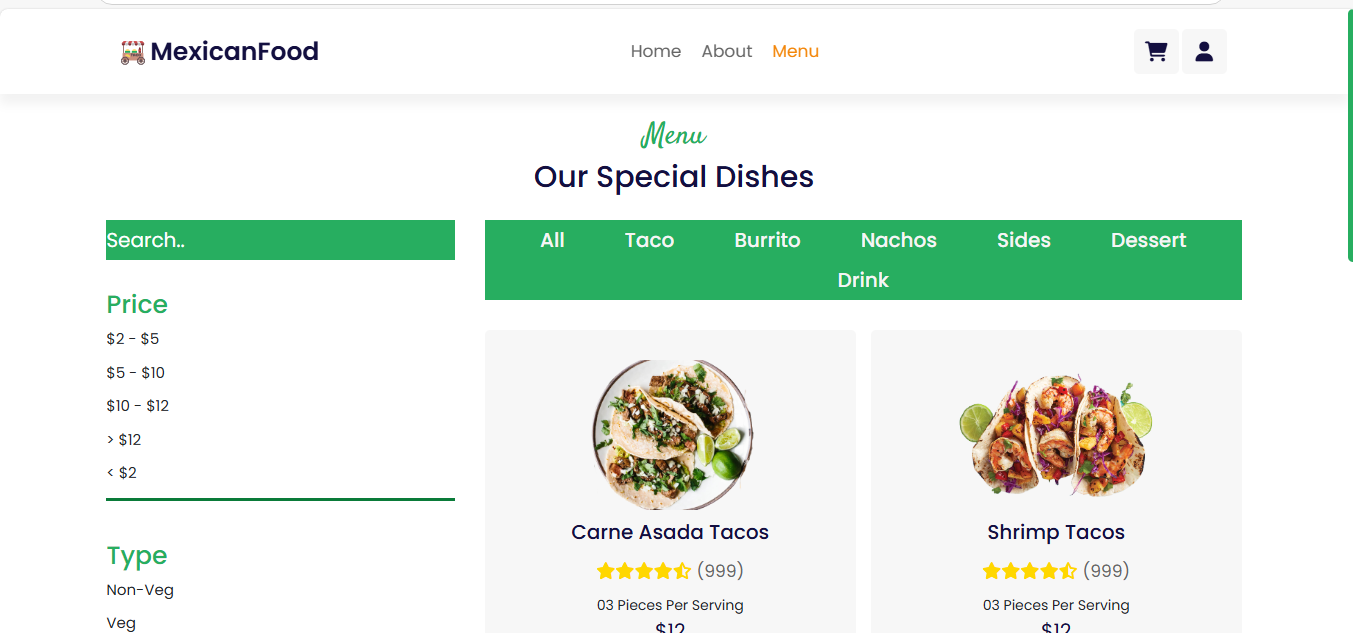 MexicanFood
Home About Menu
Menu
Our Special Dishes
Search..
All Taco Burrito Nachos Sides Dessert
Drink
Price
$2 - $5
$5 - $10
$10 - $12
> $12
< $2
Type
Non-Veg
Veg
Carne Asada Tacos
(999)
03 Pieces Per Serving
$12
Shrimp Tacos
(999)
03 Pieces Per Serving
$12